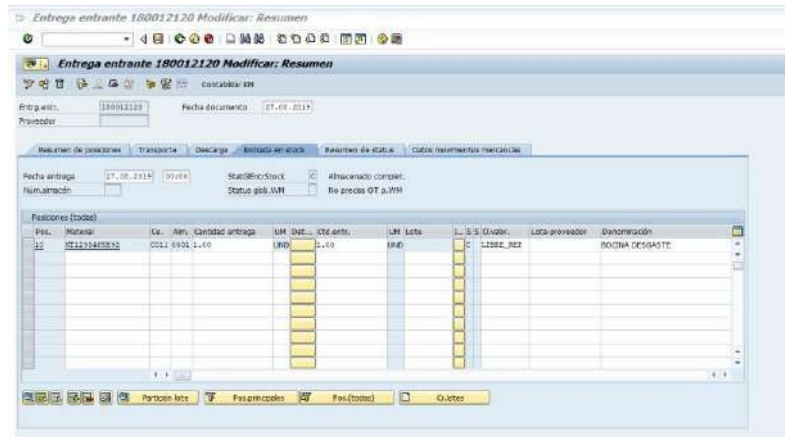 Entrega entrante 180012120 Modificar: Resumen
Entrega entrante 180012120 Modificar: Resumen
Contabilizar EM
Entrg.entr. 180012120 Fecha documento 27.08.2019
Proveedor
Resumen de posiciones Transporte Descarga Entrada en stock Resumen de status Datos movimientos mercancías
Fecha entrega 27.08.2019 00:00 StatGlEntrStock C Almacenado complet.
Núm.almacén Status glob.WM No precisa OT p.WM
Posiciones (todas)
Pos. Material Ce. Alm. Cantidad entrega UM Dat... Ctd.entr. UM Lote I.. S S Cl.valor. Lote-proveedor Denominación
10 0001 1.00 UND 1.00 UND C LIBRE_REP BOCINA DESGASTE
Partición lote Pos.principales Pos.(todas) Cr.lotes